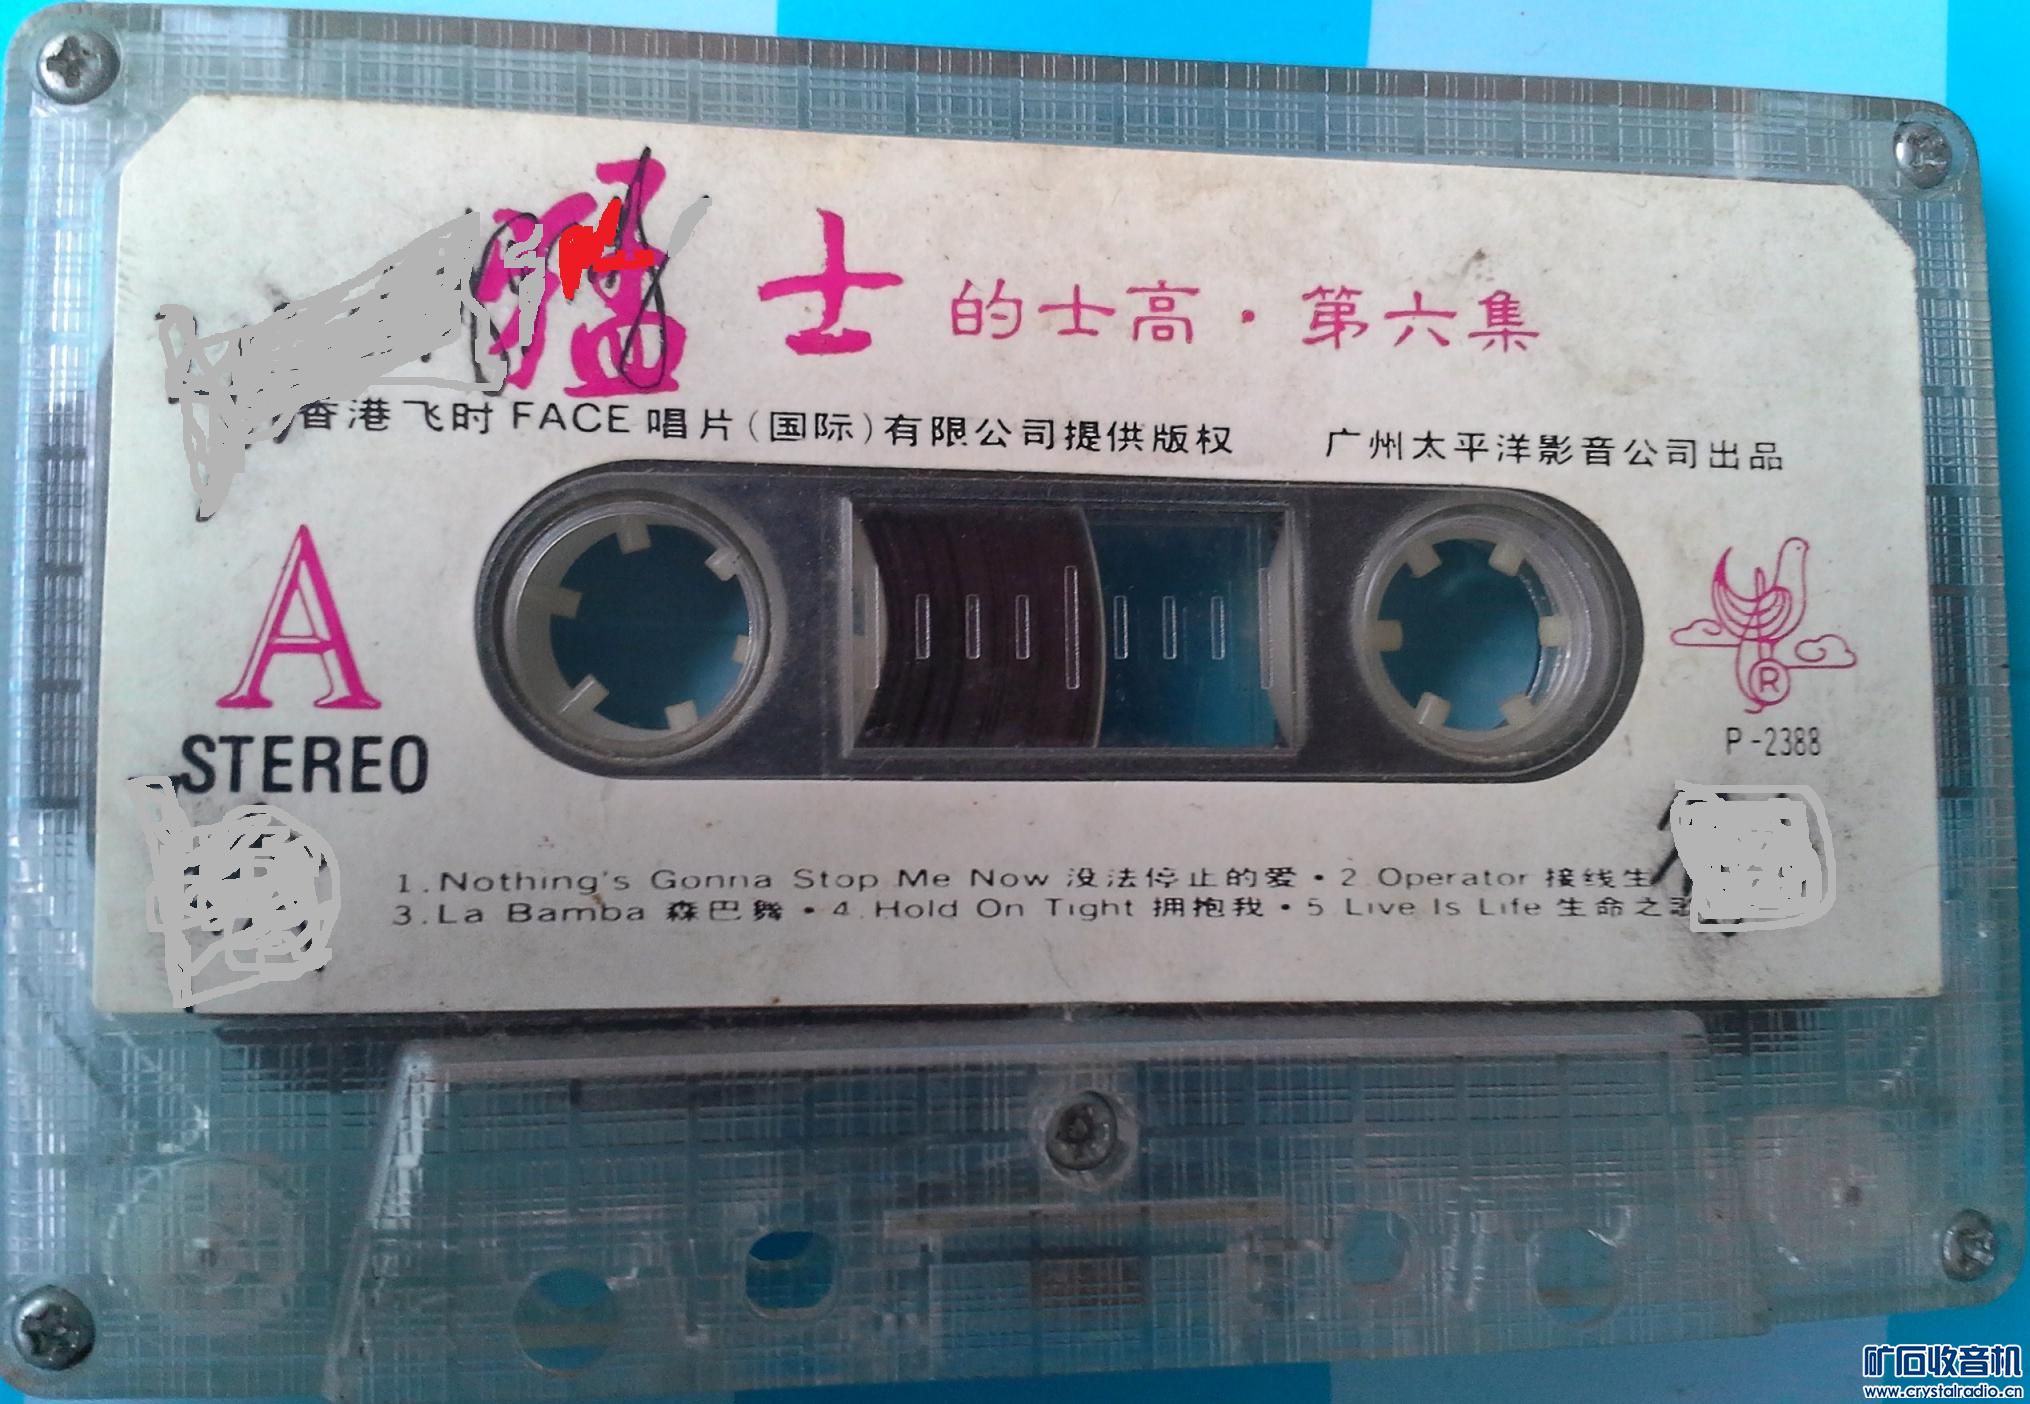 猛士 的士高·第六集
香港飞时 FACE 唱片(国际)有限公司提供版权 广州太平洋影音公司出品
A
STEREO
R
P-2388
1.Nothing's Gonna Stop Me Now 没法停止的爱·2.Operator 接线生
3.La Bamba 森巴舞·4.Hold On Tight 拥抱我·5.Live Is Life 生命之歌
矿石收音机
www.crystalradio.cn